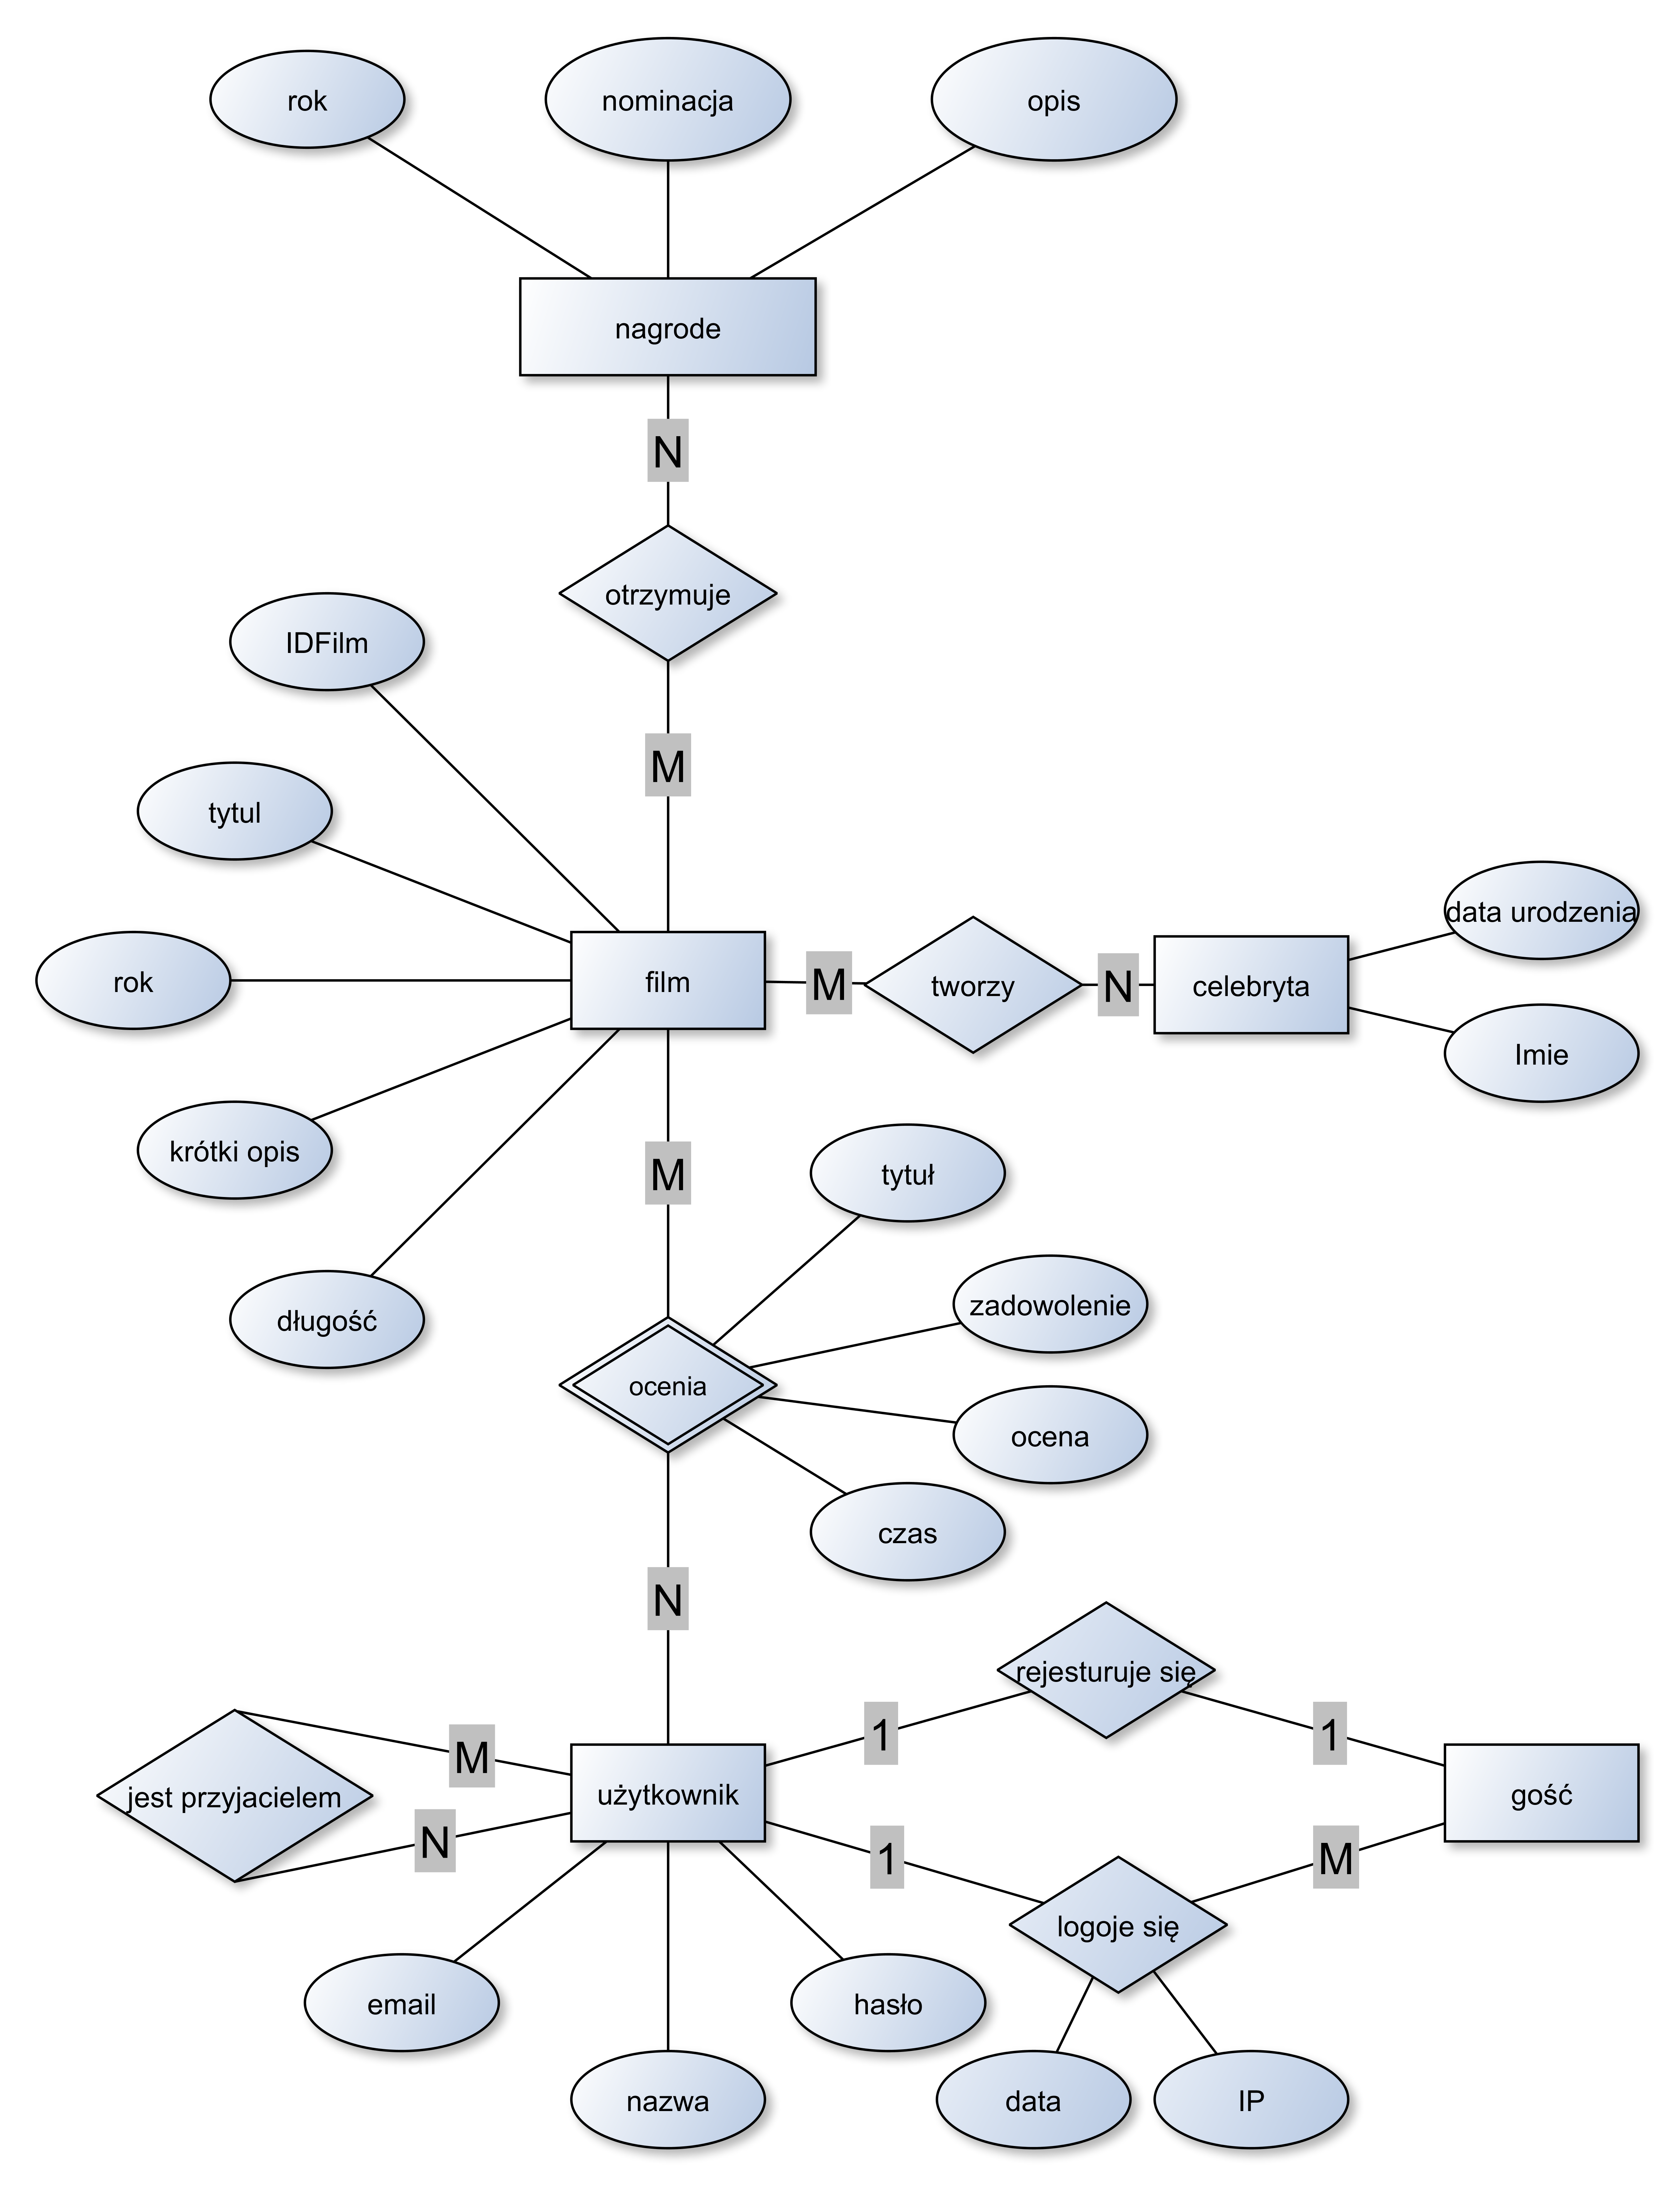 rok
nominacja
opis
nagrode
N
otrzymuje
IDFilm
M
tytul
data urodzenia
rok
film
M
tworzy
N
celebryta
Imie
krótki opis
M
tytuł
zadowolenie
długość
ocenia
ocena
czas
N
rejesturuje się
1
1
M
jest przyjacielem
użytkownik
gość
N
1
M
logoje się
email
hasło
nazwa
data
IP